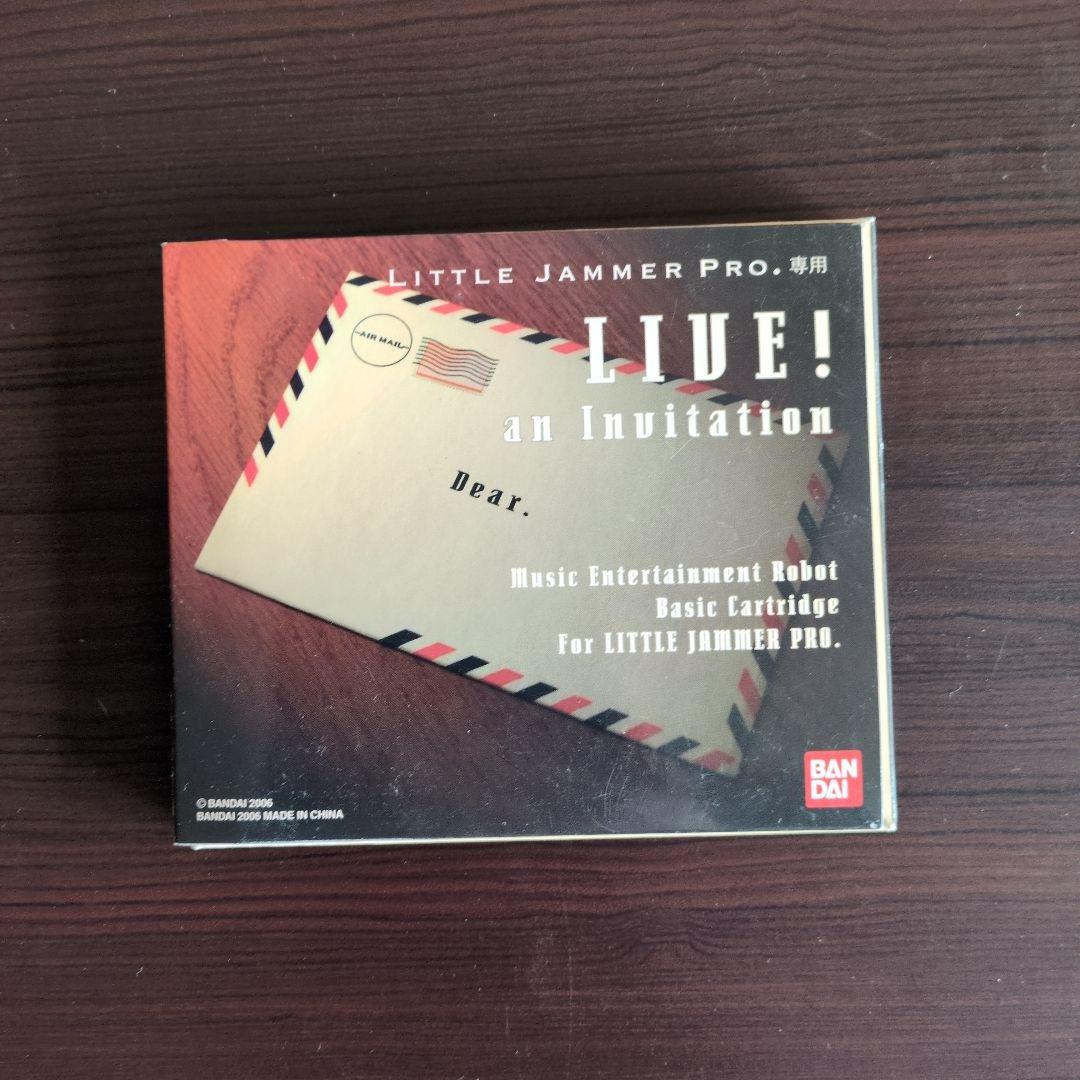 LITTLE JAMMER PRO. 専用
LIVE!
an Invitation
AIR MAIL
Dear.
Music Entertainment Robot
Basic Cartridge
For LITTLE JAMMER PRO.
BAN
DAI
© BANDAI 2006
BANDAI 2006 MADE IN CHINA